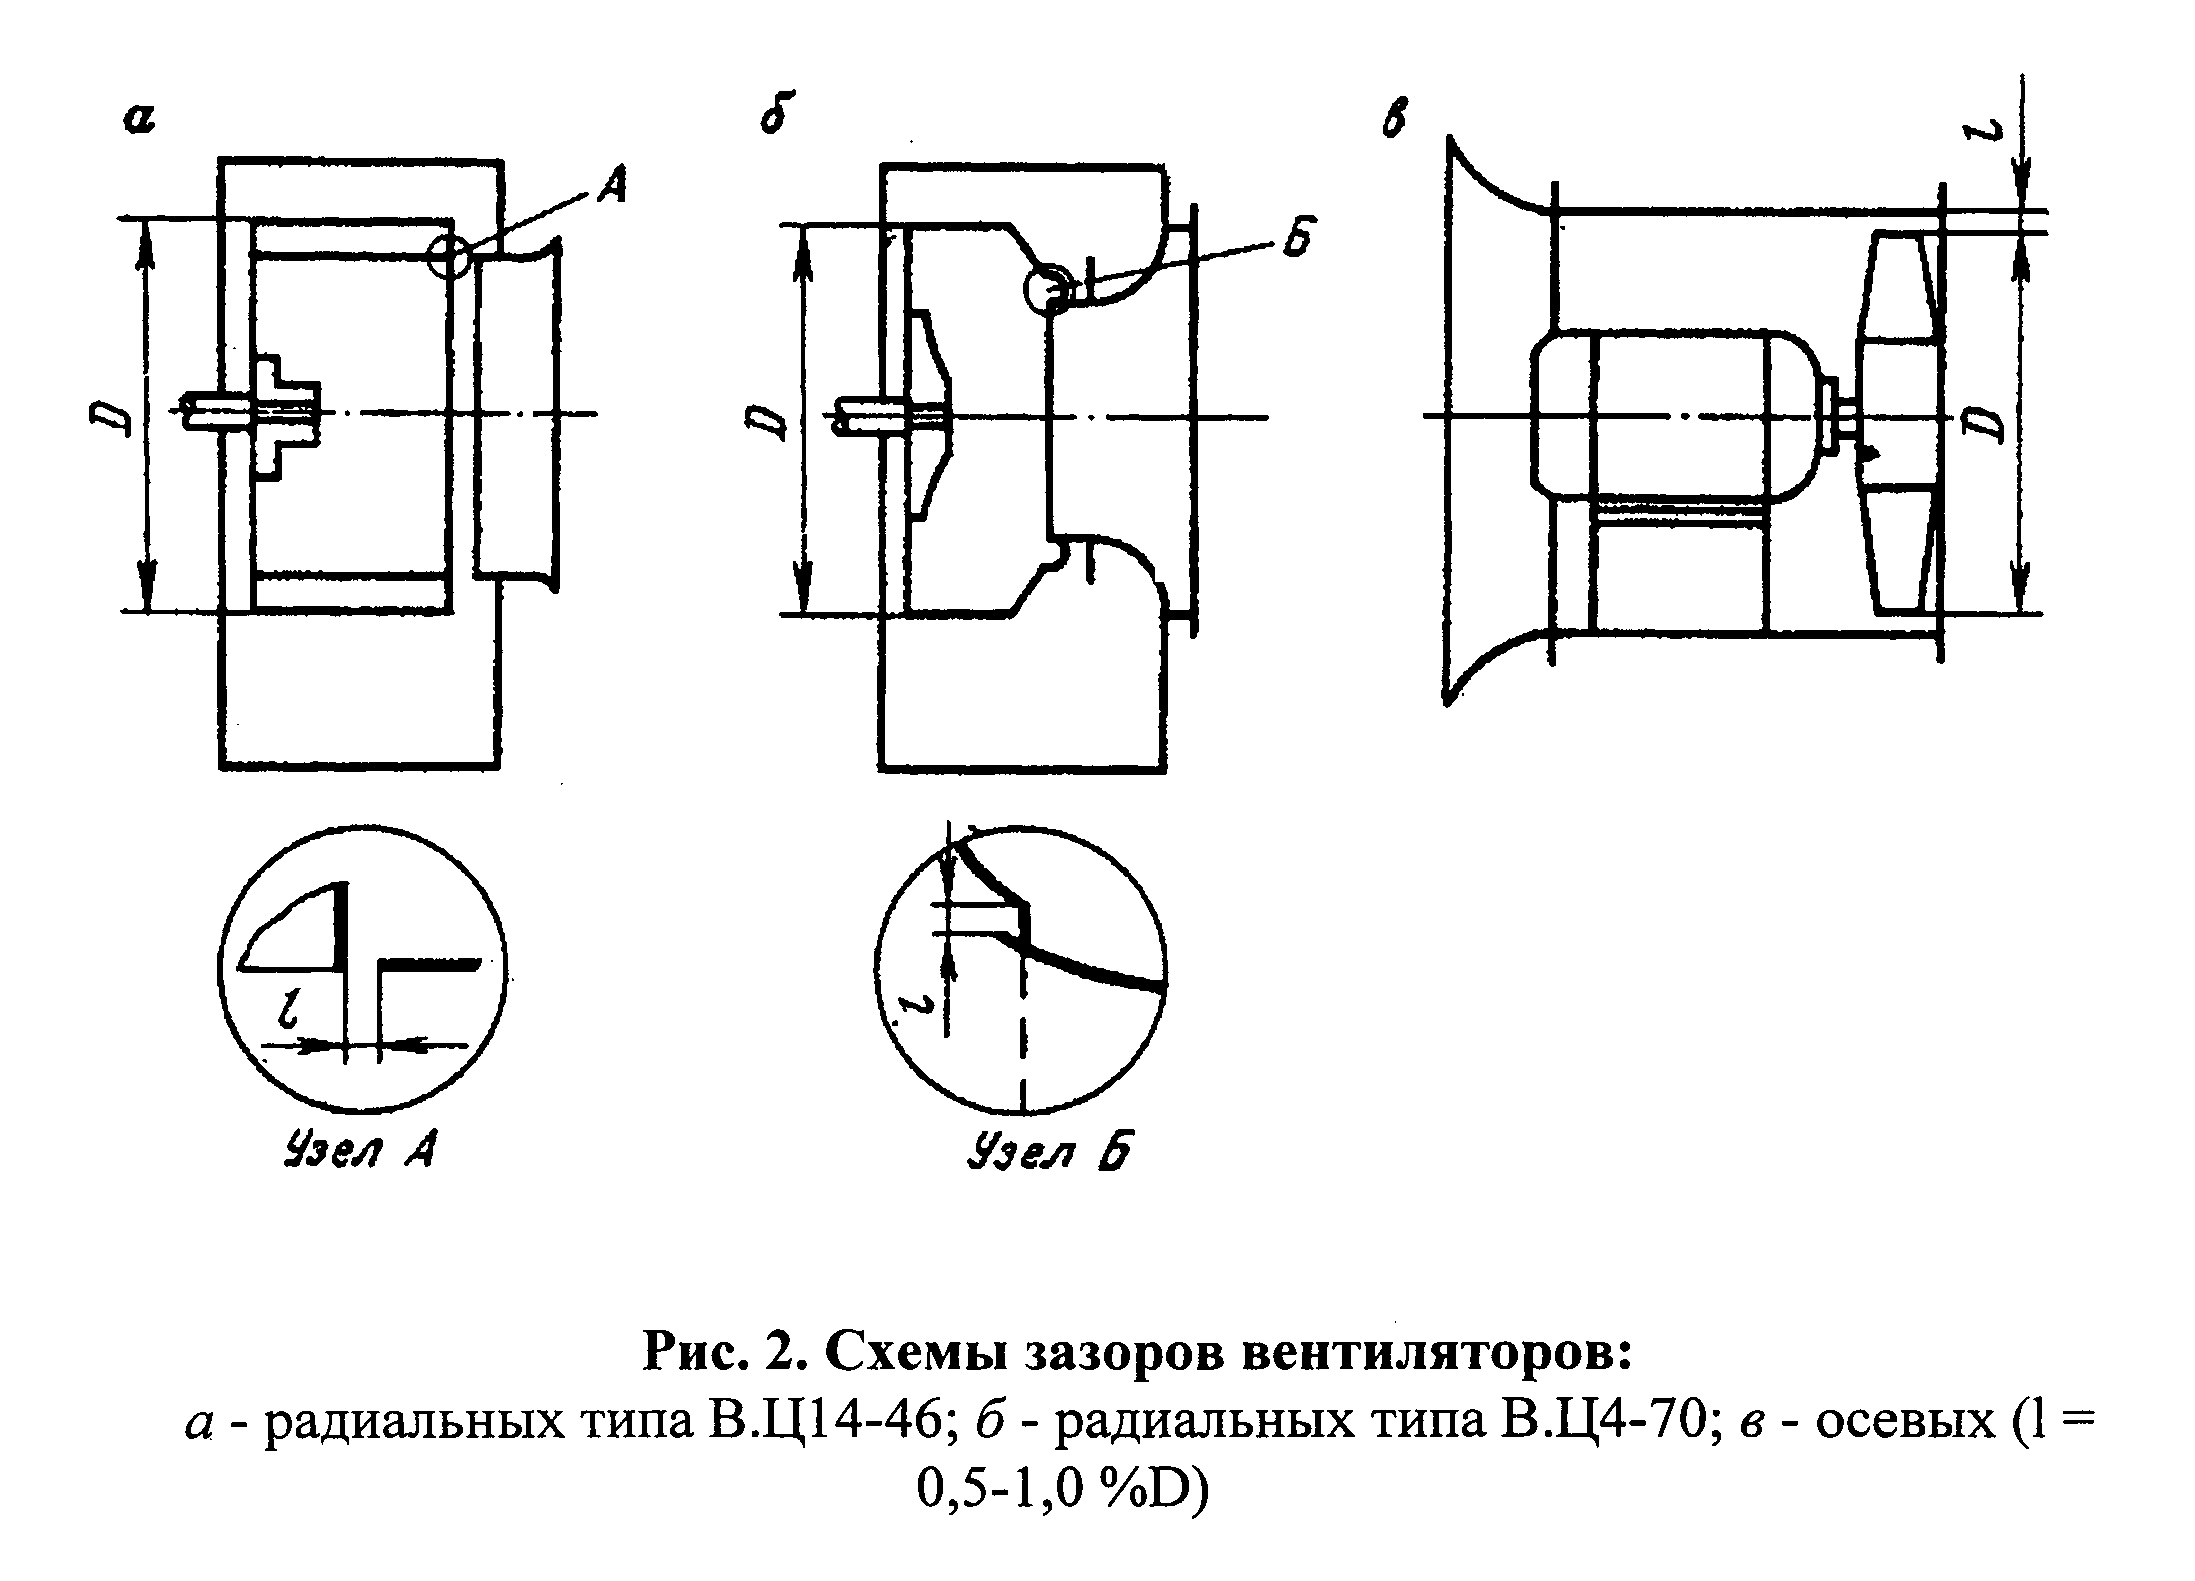 а
б
в
А
Б
l
D
D
D
l
l
Узел А
Узел Б
Рис. 2. Схемы зазоров вентиляторов:
а - радиальных типа В.Ц14-46; б - радиальных типа В.Ц4-70; в - осевых (l =
0,5-1,0 %D)